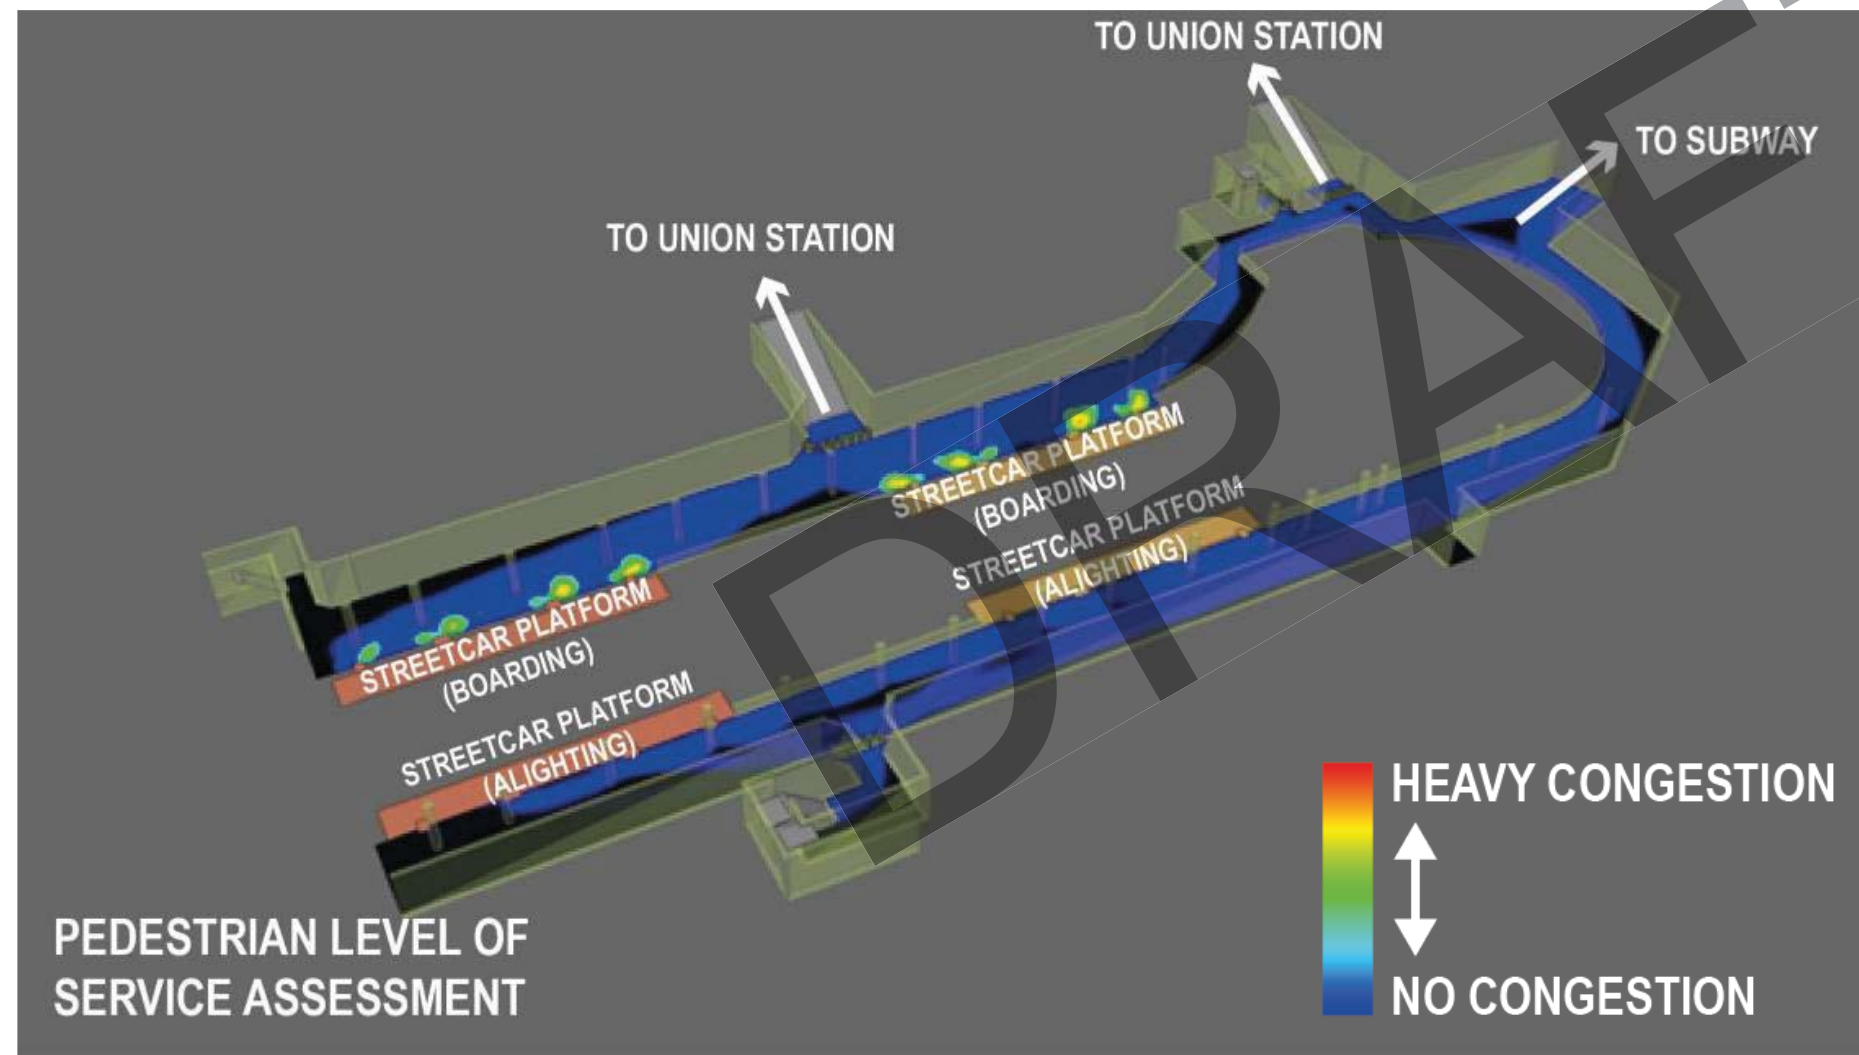 TO UNION STATION
TO SUBWAY
TO UNION STATION
STREETCAR PLATFORM
(BOARDING)
STREETCAR PLATFORM
(ALIGHTING)
STREETCAR PLATFORM
(BOARDING)
STREETCAR PLATFORM
(ALIGHTING)
PEDESTRIAN LEVEL OF
SERVICE ASSESSMENT
HEAVY CONGESTION
NO CONGESTION
DRAF